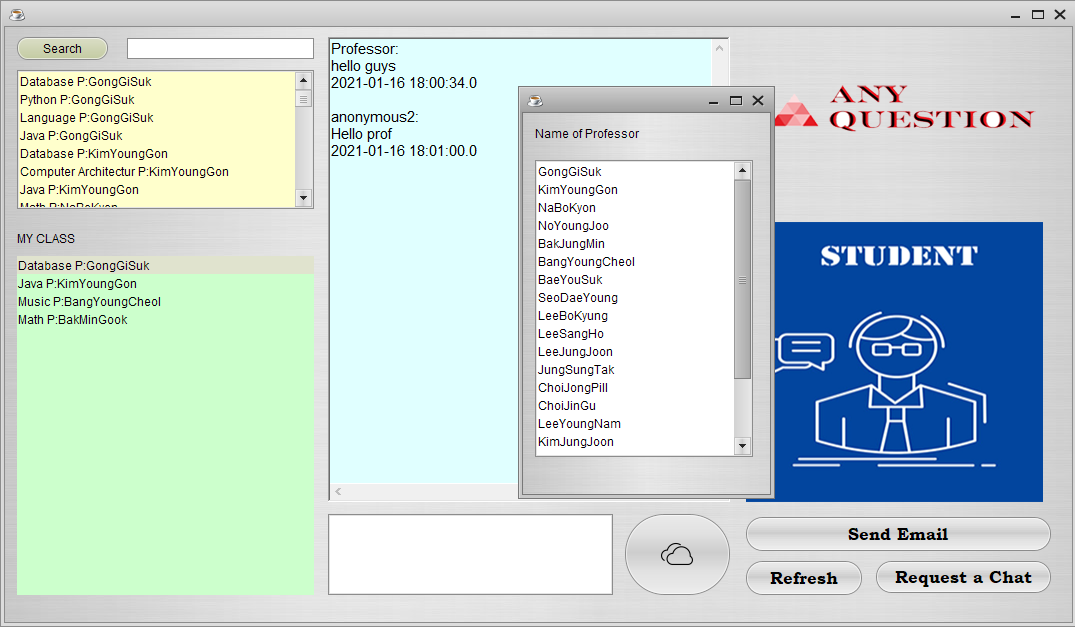 Search
Database P:GongGiSuk
Python P:GongGiSuk
Language P:GongGiSuk
Java P:GongGiSuk
Database P:KimYoungGon
Computer Architectur P:KimYoungGon
Java P:KimYoungGon
Math P:NaBoKyon
MY CLASS
Database P:GongGiSuk
Java P:KimYoungGon
Music P:BangYoungCheol
Math P:BakMinGook
Professor:
hello guys
2021-01-16 18:00:34.0
anonymous2:
Hello prof
2021-01-16 18:01:00.0
Name of Professor
GongGiSuk
KimYoungGon
NaBoKyon
NoYoungJoo
BakJungMin
BangYoungCheol
BaeYouSuk
SeoDaeYoung
LeeBoKyung
LeeSangHo
LeeJungJoon
JungSungTak
ChoiJongPill
ChoiJinGu
LeeYoungNam
KimJungJoon
ANY
QUESTION
STUDENT
Send Email
Refresh
Request a Chat